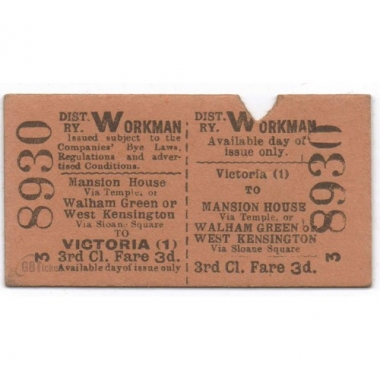 8930
3
DIST. RY. WORKMAN
Issued subject to the
Companies' Bye Laws,
Regulations and adver-
tised Conditions.
Mansion House
Via Temple, or
Walham Green or
West Kensington
Via Sloane Square
TO
VICTORIA (1)
3rd Cl. Fare 3d.
Available day of issue only
DIST. RY. WORKMAN
Available day of
issue only.
Victoria (1)
TO
MANSION HOUSE
Via Temple, or
WALHAM GREEN or
WEST KENSINGTON
Via Sloane Square
3rd Cl. Fare 3d.
8930
3